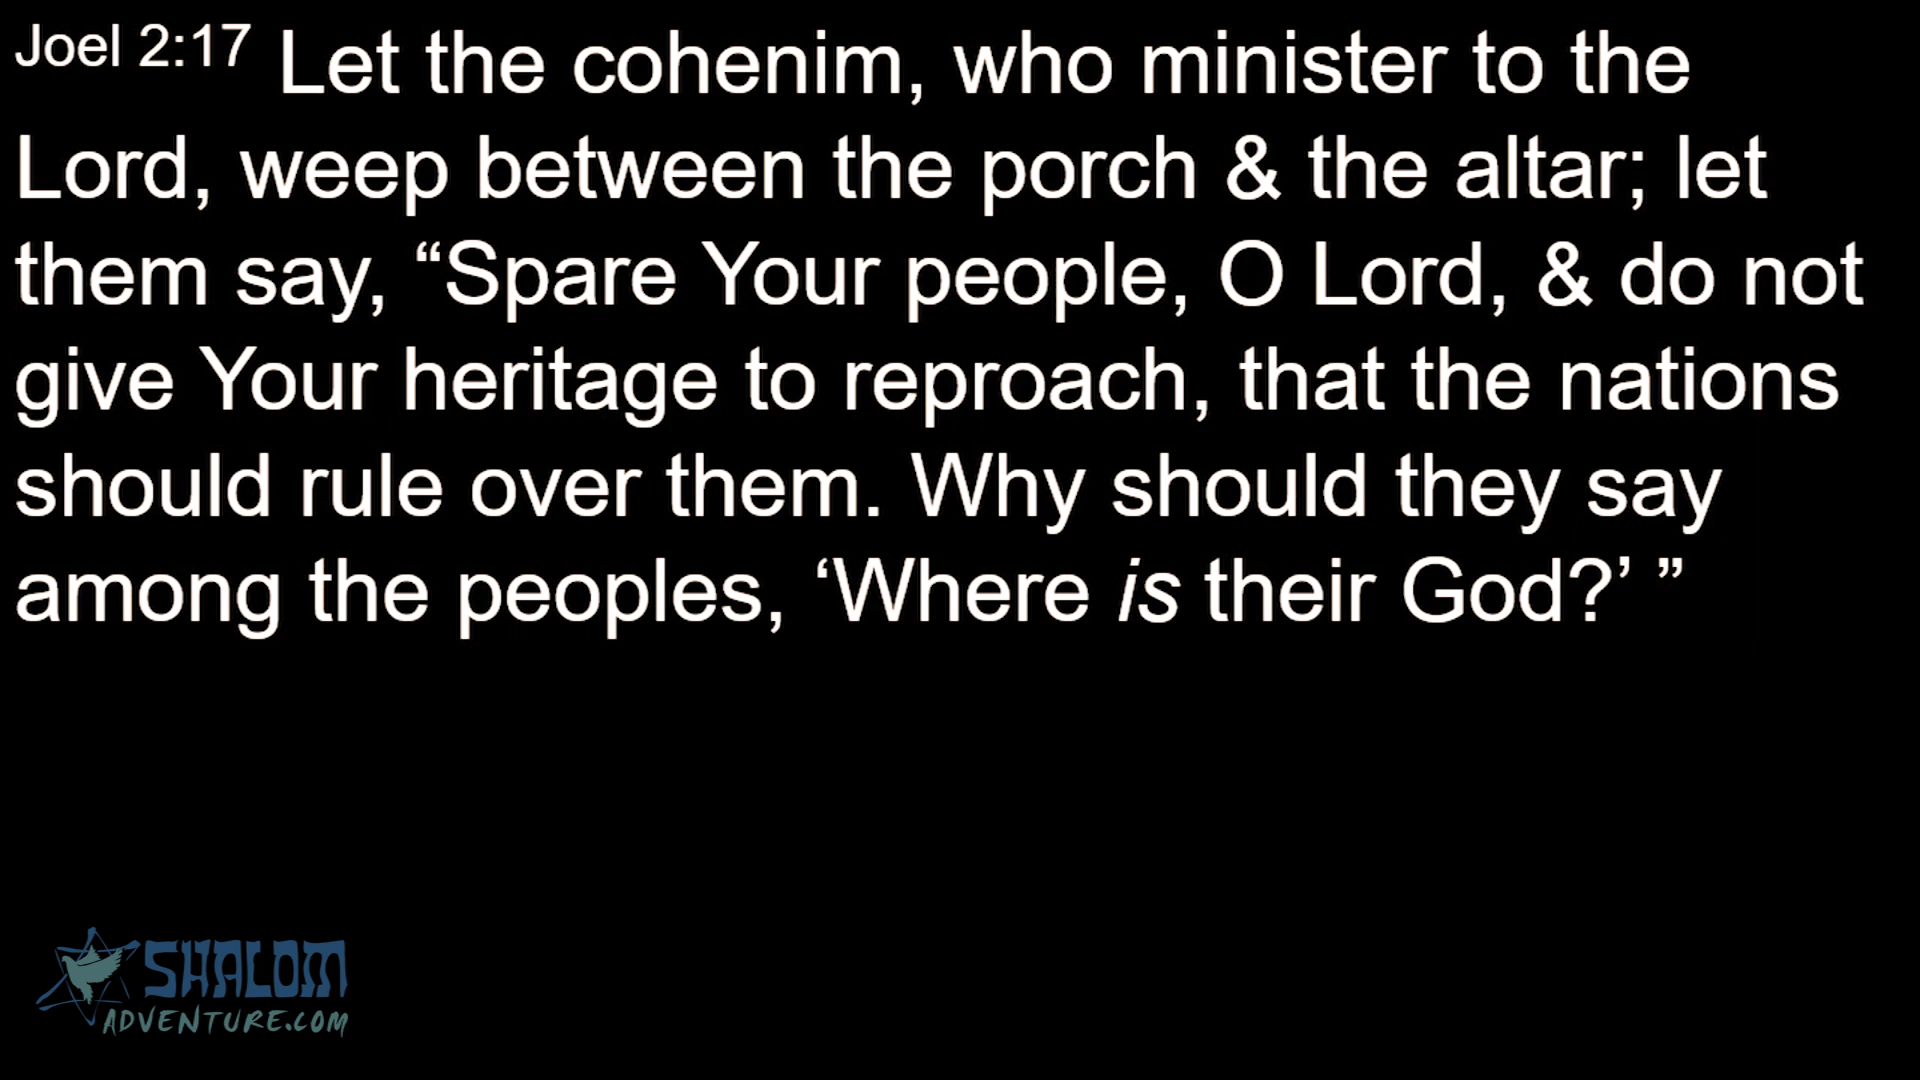 Joel 2:17 Let the cohenim, who minister to the
Lord, weep between the porch & the altar; let
them say, “Spare Your people, O Lord, & do not
give Your heritage to reproach, that the nations
should rule over them. Why should they say
among the peoples, ‘Where is their God?’ ”
SHALOM
ADVENTURE.COM